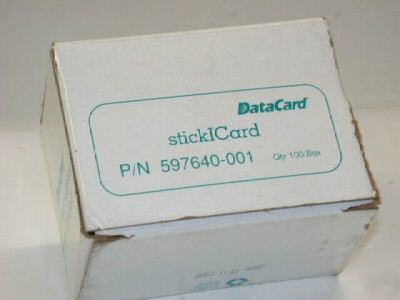 DataCard
stickICard
P/N 597640-001 Qty 100/Box